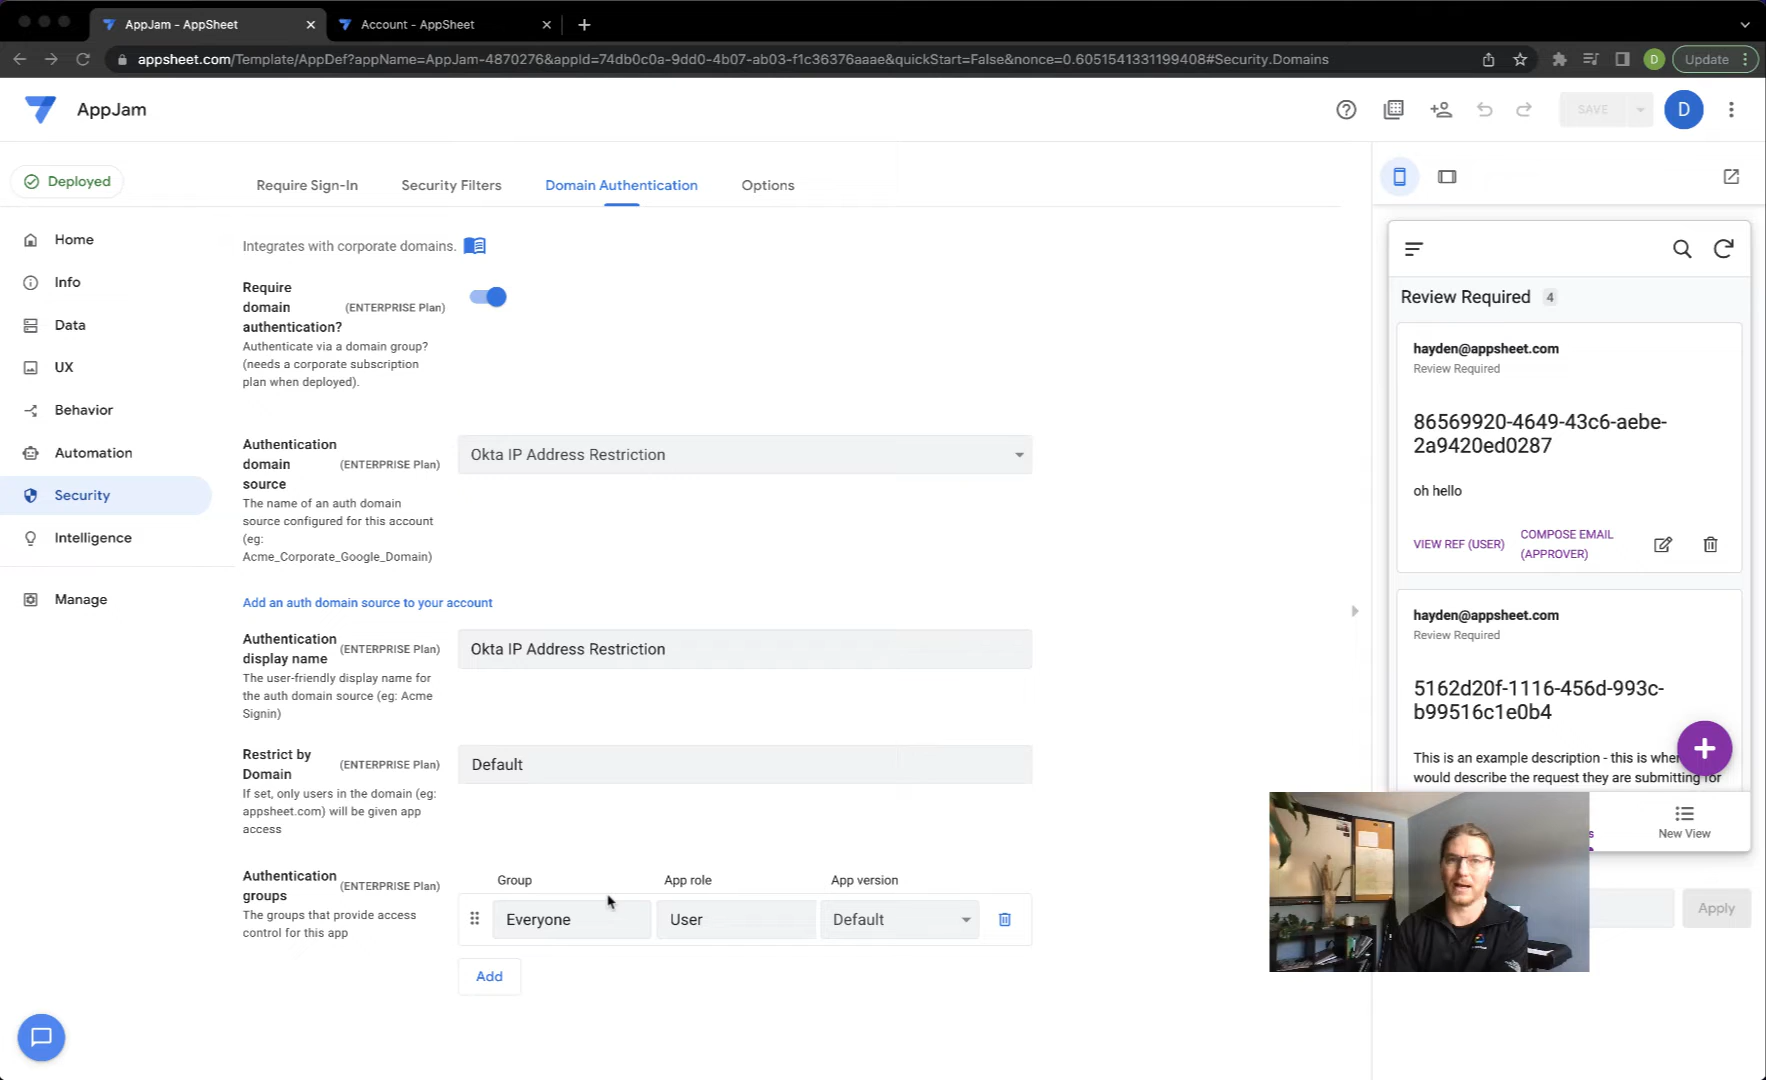 AppJam - AppSheet
Account - AppSheet
appsheet.com/Template/AppDef?appName=AppJam-4870276&appId=74db0c0a-9dd0-4b07-ab03-f1c36376aaae&quickStart=False&nonce=0.6051541331199408#Security.Domains
D
Update
AppJam
SAVE
D
Deployed
Require Sign-In
Security Filters
Domain Authentication
Options
Home
Info
Data
UX
Behavior
Automation
Security
Intelligence
Manage
Integrates with corporate domains.
Require
domain
authentication?
(ENTERPRISE Plan)
Authenticate via a domain group?
(needs a corporate subscription
plan when deployed).
Authentication
domain
source
(ENTERPRISE Plan)
The name of an auth domain
source configured for this account
(eg:
Acme_Corporate_Google_Domain)
Okta IP Address Restriction
Add an auth domain source to your account
Authentication
display name
(ENTERPRISE Plan)
The user-friendly display name for
the auth domain source (eg: Acme
Signin)
Okta IP Address Restriction
Restrict by
Domain
(ENTERPRISE Plan)
If set, only users in the domain (eg:
appsheet.com) will be given app
access
Default
Authentication
groups
(ENTERPRISE Plan)
The groups that provide access
control for this app
Group
App role
App version
Everyone
User
Default
Add
Review Required 4
hayden@appsheet.com
Review Required
86569920-4649-43c6-aebe-
2a9420ed0287
oh hello
VIEW REF (USER)
COMPOSE EMAIL
(APPROVER)
hayden@appsheet.com
Review Required
5162d20f-1116-456d-993c-
b99516c1e0b4
This is an example description - this is
would describe the request they are submitting for
New View
Apply